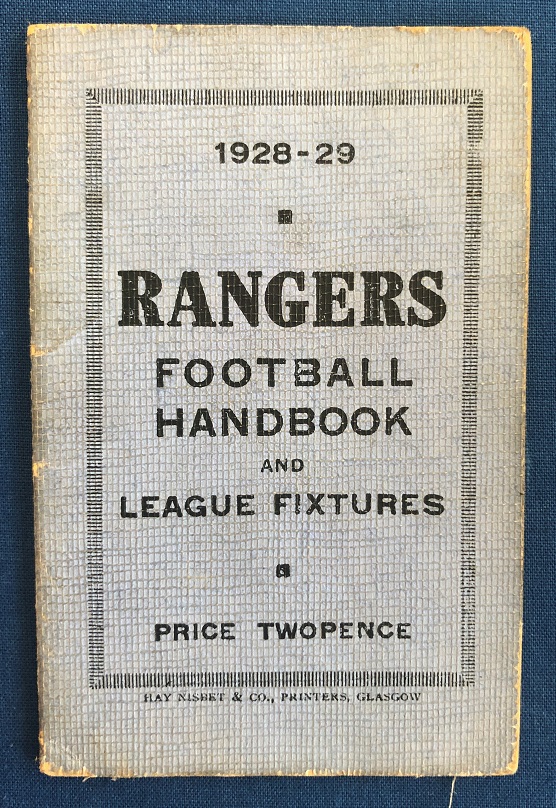 1928-29
RANGERS
FOOTBALL
HANDBOOK
AND
LEAGUE FIXTURES
PRICE TWOPENCE
HAY NISBET & CO., PRINTERS, GLASGOW